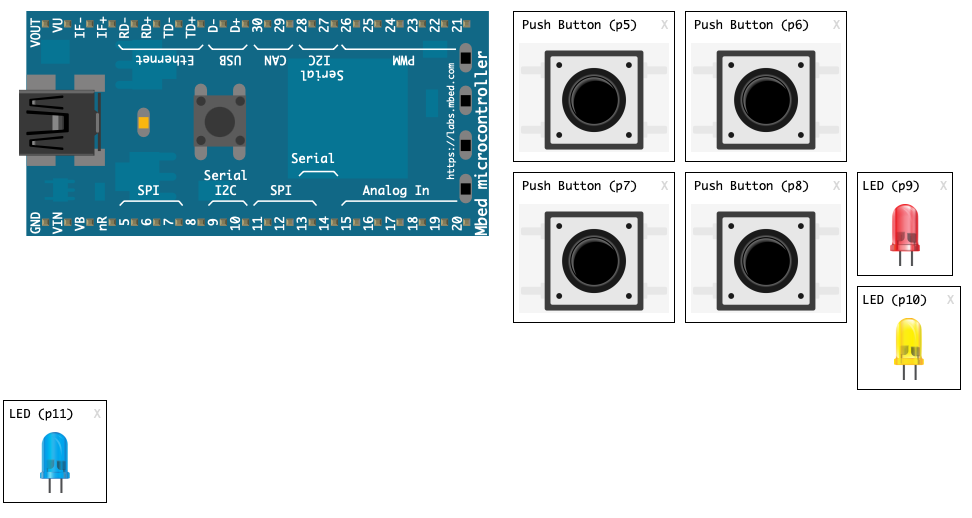 VOUT VU IF- IF+ RD- RD+ TD- TD+ D- D+ 30 29 28 27 26 25 24 23 22 21
Ethernet USB CAN I2C PWM
Serial
https://labs.mbed.com
Mbed microcontroller
Serial
Serial
SPI I2C SPI Analog In
GND VIN VB nR 5 6 7 8 9 10 11 12 13 14 15 16 17 18 19 20
Push Button (p5) X
Push Button (p6) X
Push Button (p7) X
Push Button (p8) X
LED (p9) X
LED (p10) X
LED (p11) X